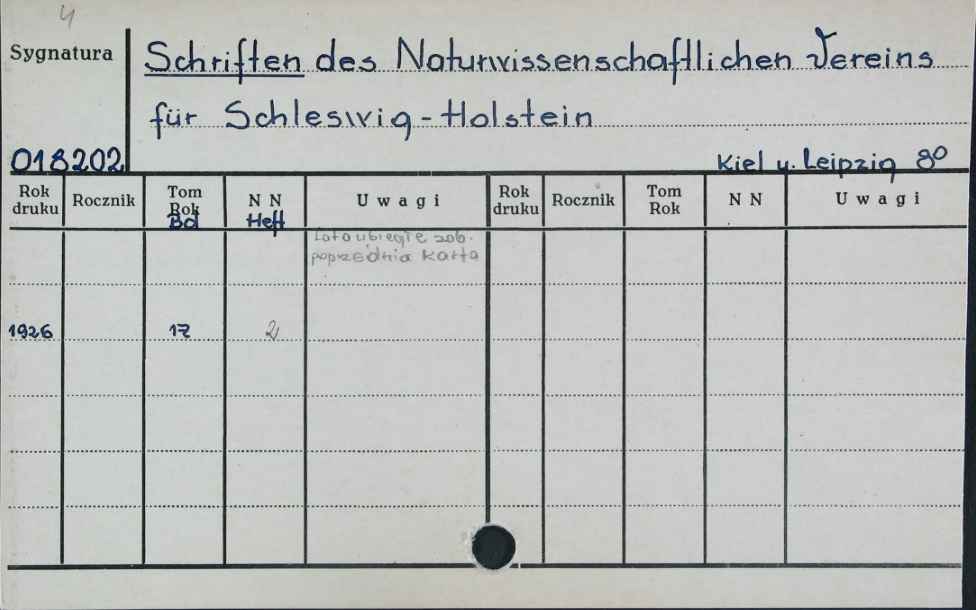 4
Sygnatura
Schriften des Naturwissenschaftlichen Vereins
für Schleswig-Holstein
018202
Kiel u. Leipzig 8°
Rok druku Rocznik Tom Rok Bd N N Heft U w a g i Rok druku Rocznik Tom Rok N N U w a g i
Lata ubiegłe zob.
poprzednia karta
1926 17 2